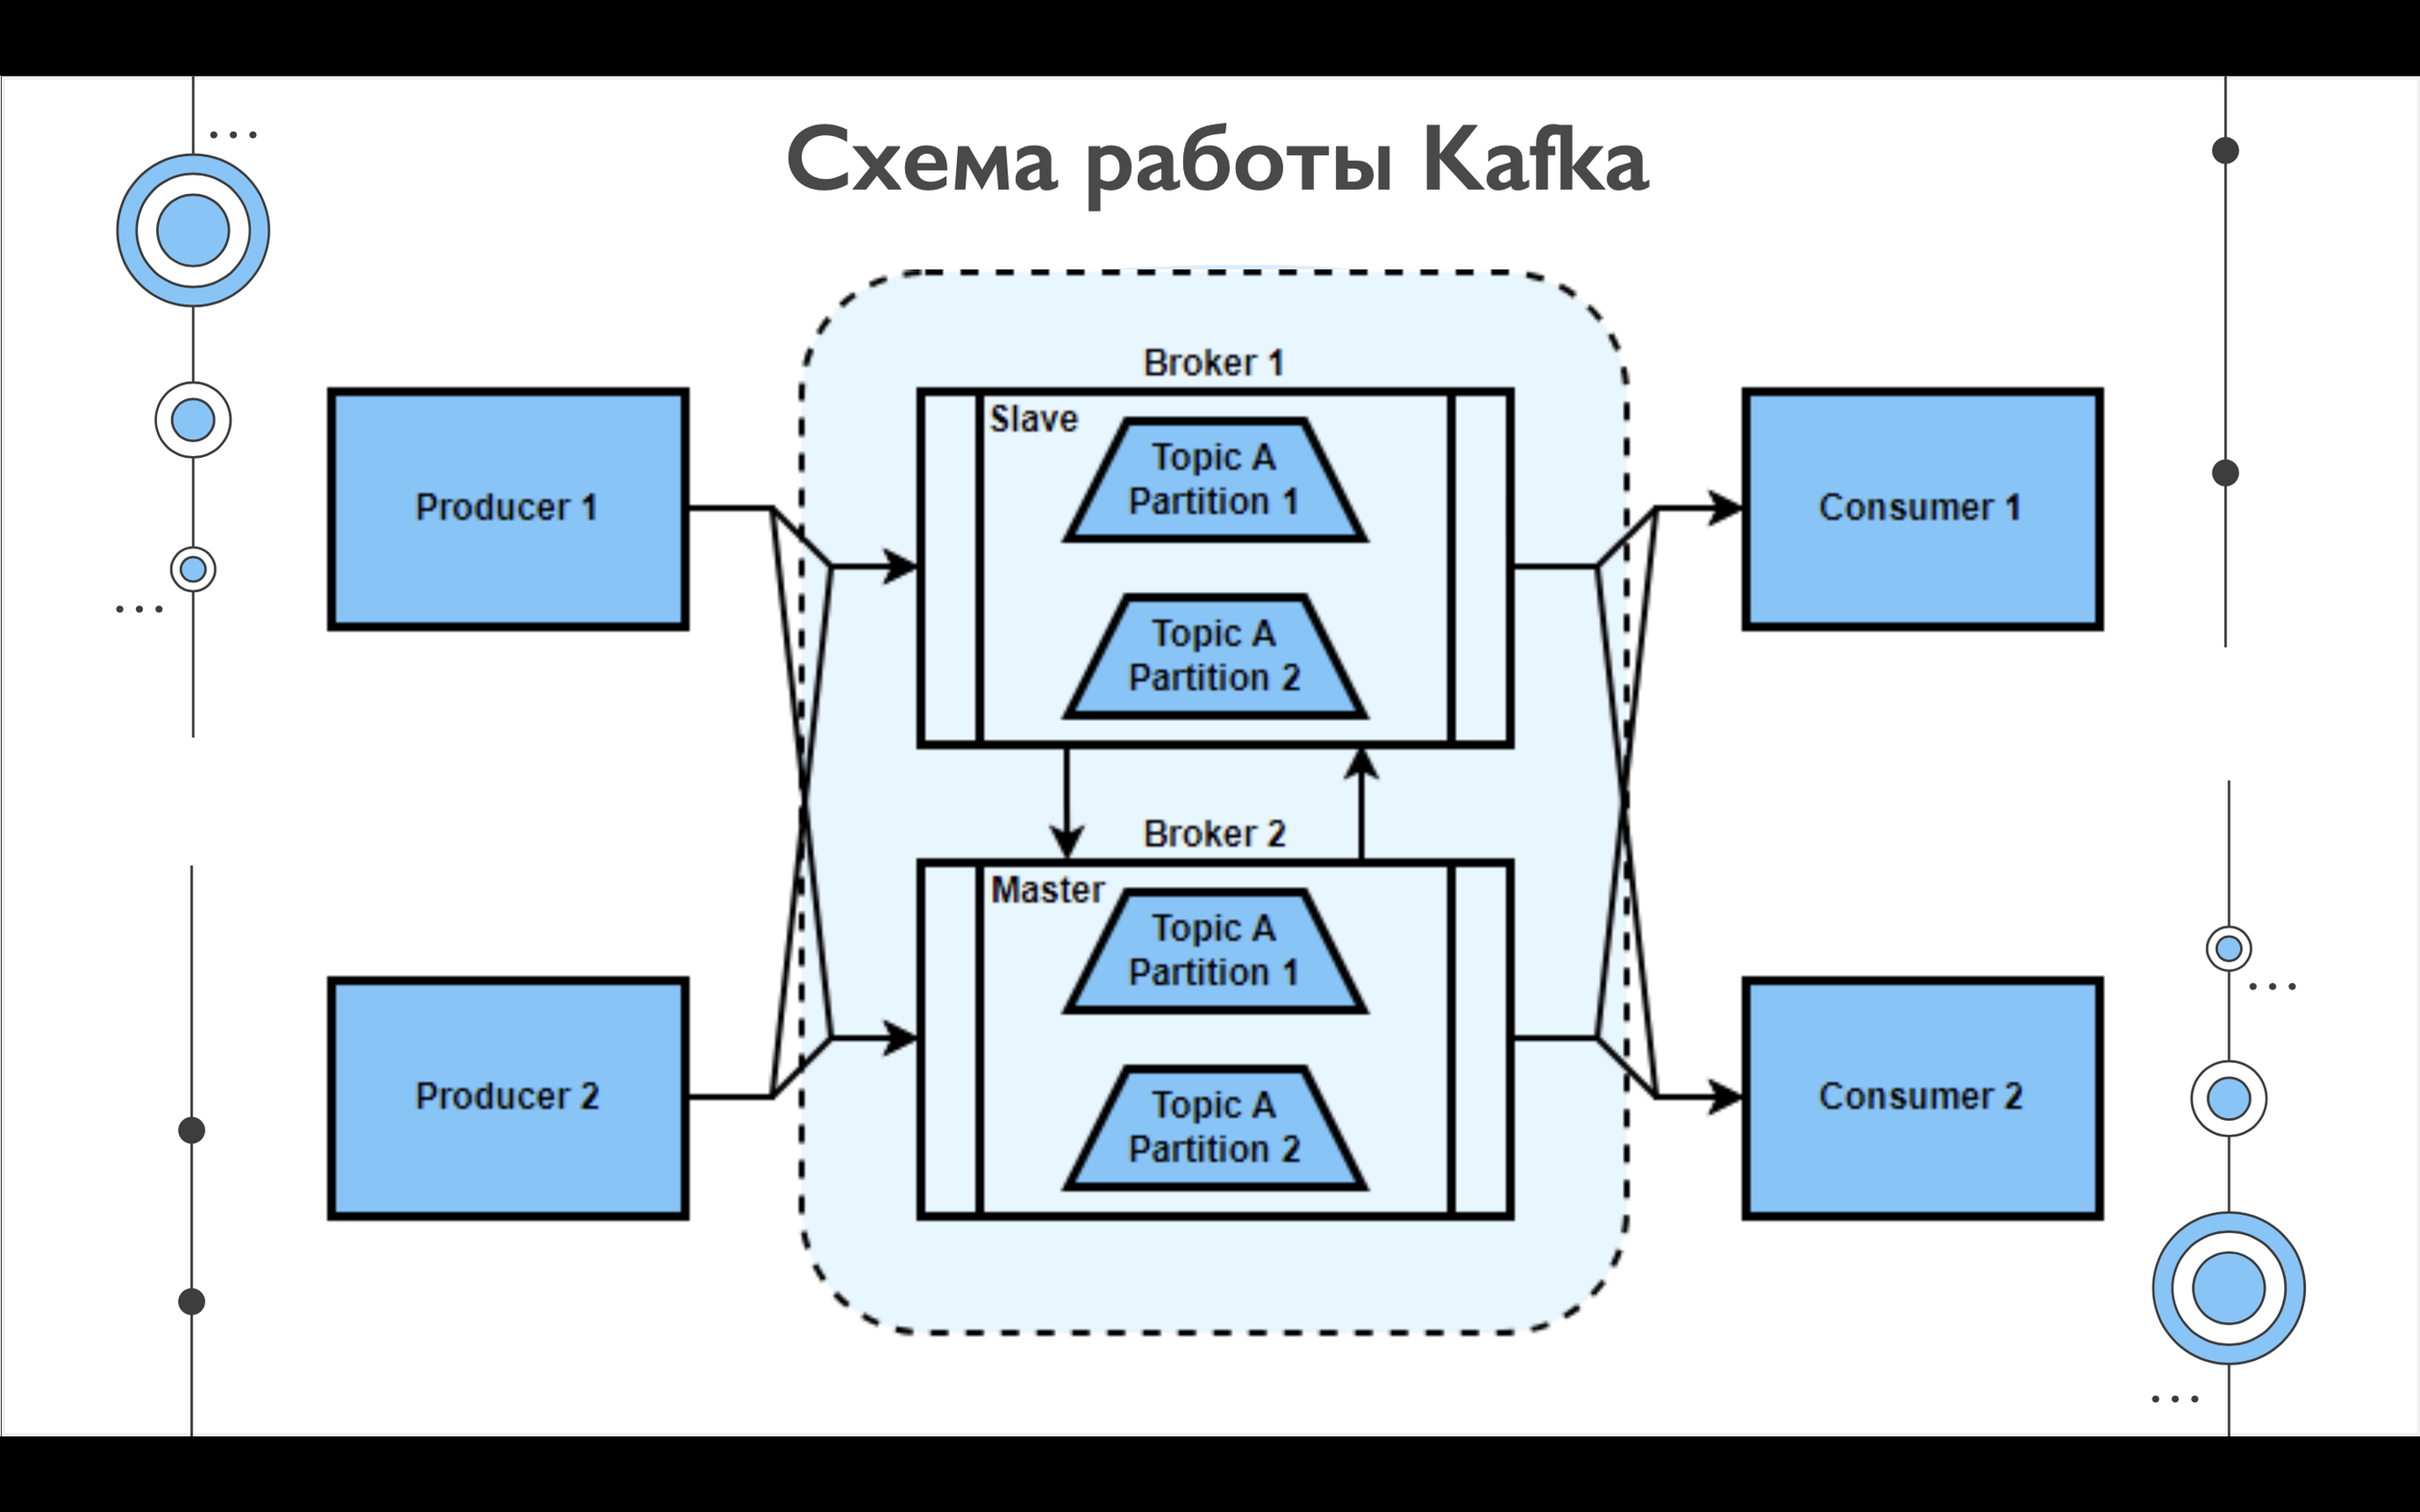 Схема работы Kafka
Broker 1
Slave
Topic A
Partition 1
Topic A
Partition 2
Producer 1
Consumer 1
Broker 2
Master
Topic A
Partition 1
Topic A
Partition 2
Producer 2
Consumer 2